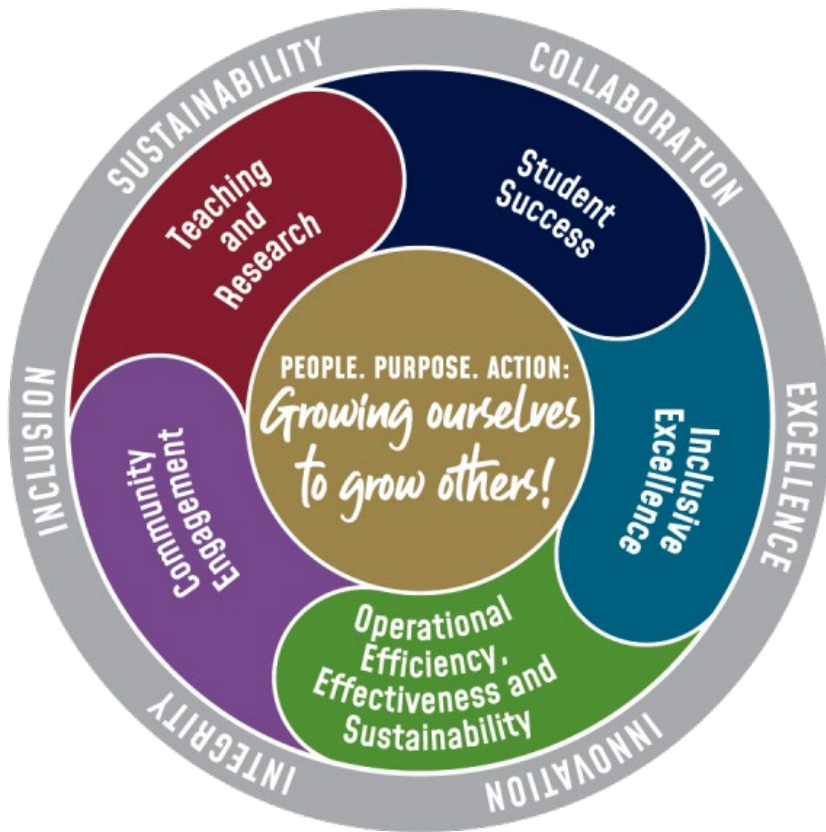 SUSTAINABILITY
COLLABORATION
EXCELLENCE
INNOVATION
INTEGRITY
INCLUSION
Teaching
and
Research
Student
Success
Inclusive
Excellence
Operational
Efficiency,
Effectiveness and
Sustainability
Community
Engagement
PEOPLE. PURPOSE. ACTION:
Growing ourselves
to grow others!